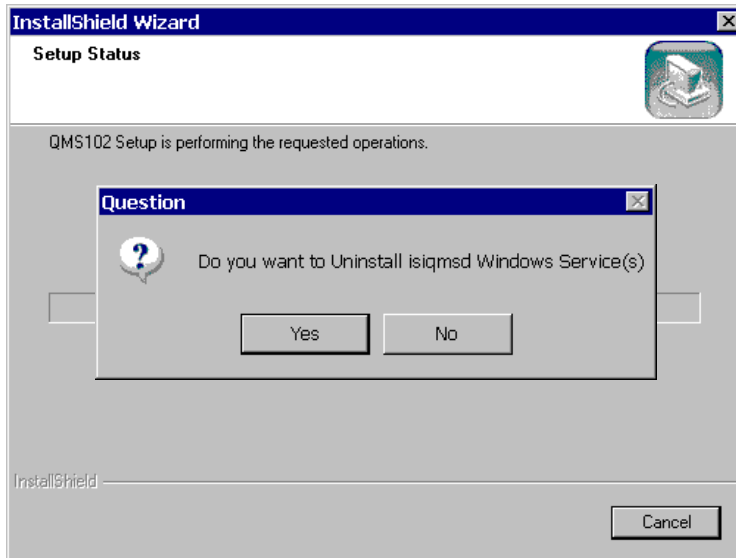 InstallShield Wizard
Setup Status
QMS102 Setup is performing the requested operations.
Question
?
Do you want to Uninstall isiqmsd Windows Service(s)
Yes
No
InstallShield
Cancel